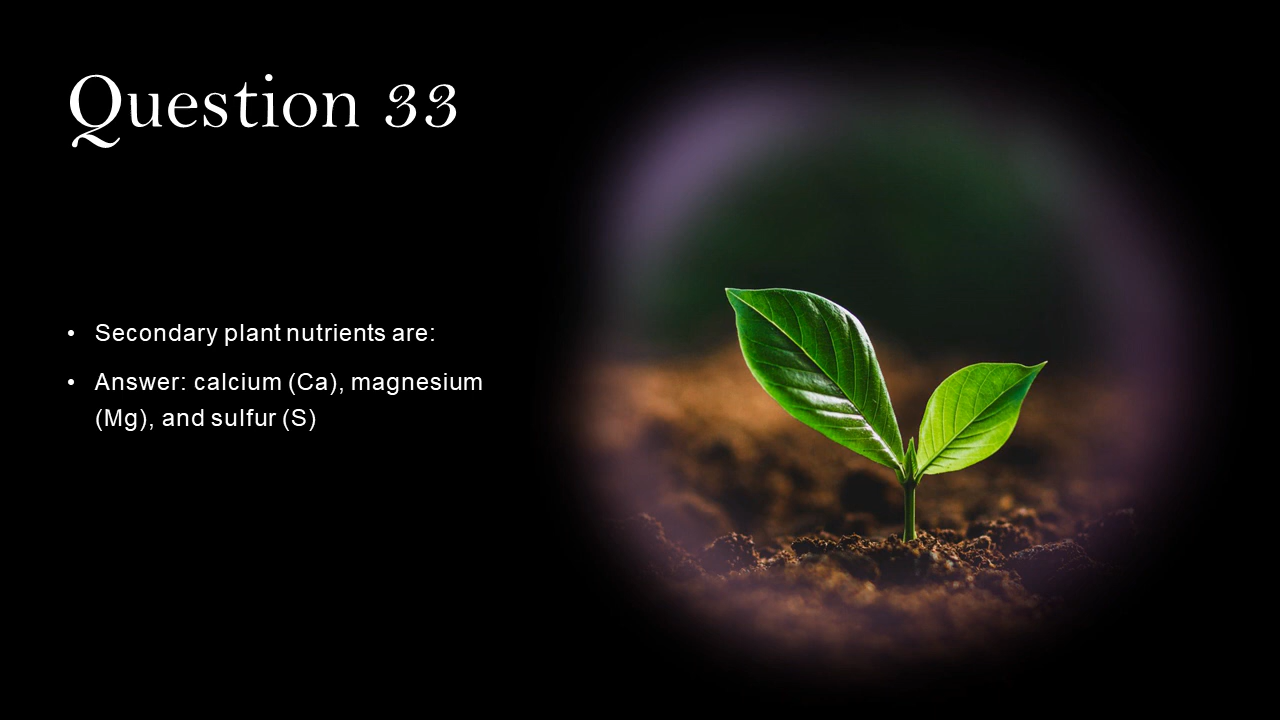 Question 33
• Secondary plant nutrients are:
• Answer: calcium (Ca), magnesium
(Mg), and sulfur (S)